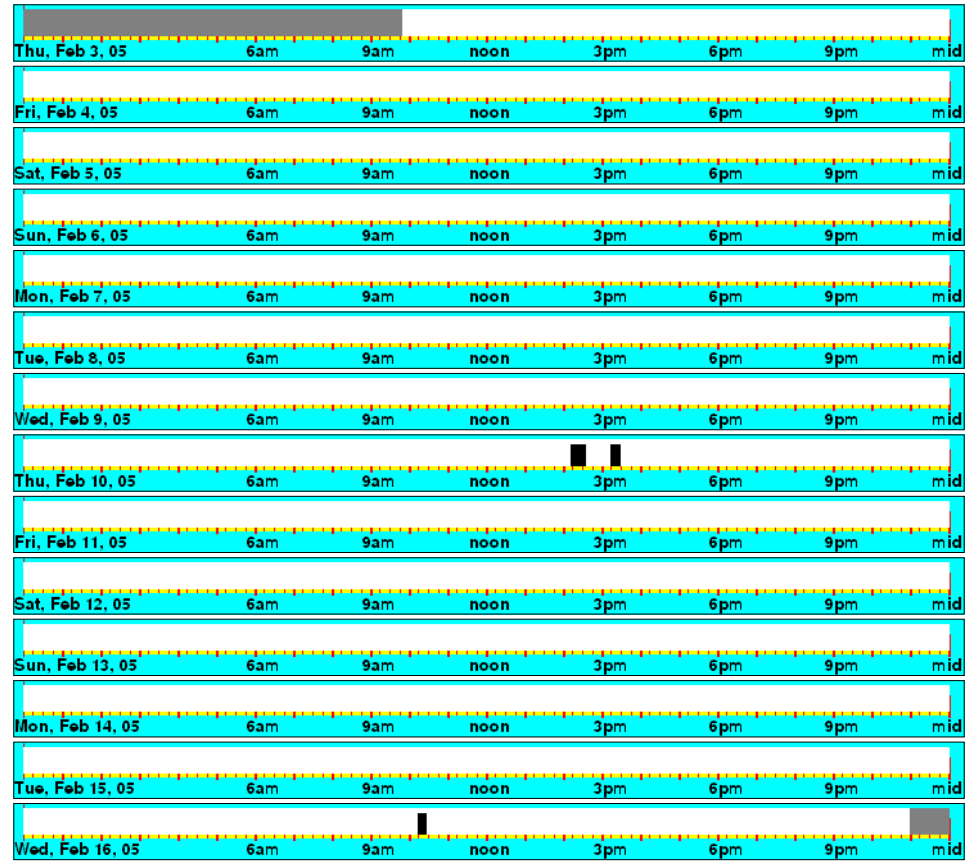 Thu, Feb 3, 05 6am 9am noon 3pm 6pm 9pm mid
Fri, Feb 4, 05 6am 9am noon 3pm 6pm 9pm mid
Sat, Feb 5, 05 6am 9am noon 3pm 6pm 9pm mid
Sun, Feb 6, 05 6am 9am noon 3pm 6pm 9pm mid
Mon, Feb 7, 05 6am 9am noon 3pm 6pm 9pm mid
Tue, Feb 8, 05 6am 9am noon 3pm 6pm 9pm mid
Wed, Feb 9, 05 6am 9am noon 3pm 6pm 9pm mid
Thu, Feb 10, 05 6am 9am noon 3pm 6pm 9pm mid
Fri, Feb 11, 05 6am 9am noon 3pm 6pm 9pm mid
Sat, Feb 12, 05 6am 9am noon 3pm 6pm 9pm mid
Sun, Feb 13, 05 6am 9am noon 3pm 6pm 9pm mid
Mon, Feb 14, 05 6am 9am noon 3pm 6pm 9pm mid
Tue, Feb 15, 05 6am 9am noon 3pm 6pm 9pm mid
Wed, Feb 16, 05 6am 9am noon 3pm 6pm 9pm mid